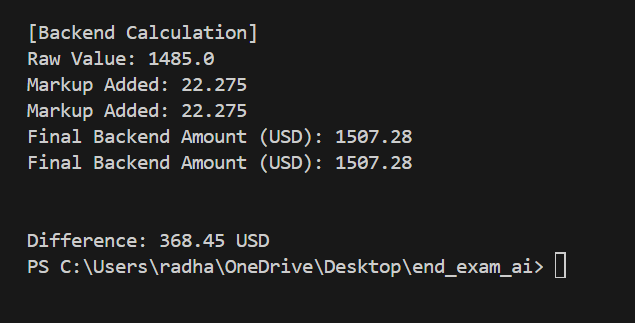 [Backend Calculation]
Raw Value: 1485.0
Markup Added: 22.275
Markup Added: 22.275
Final Backend Amount (USD): 1507.28
Final Backend Amount (USD): 1507.28
Difference: 368.45 USD
PS C:\Users\radha\OneDrive\Desktop\end_exam_ai>